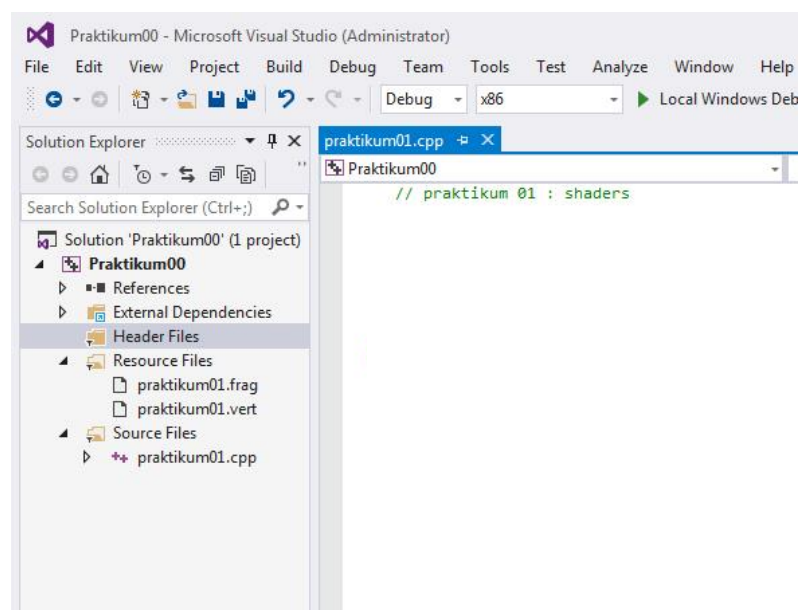 Praktikum00 - Microsoft Visual Stu dio (Administrator)
File Edit View Project Build Debug Team Tools Test Analyze Window Help
Debug x86 Local Windows Deb
Solution Explorer
praktikum01.cpp
Praktikum00
Search Solution Explorer (Ctrl+;)
// praktikum 01 : shaders
Solution 'Praktikum00' (1 project)
Praktikum00
References
External Dependencies
Header Files
Resource Files
praktikum01.frag
praktikum01.vert
Source Files
praktikum01.cpp